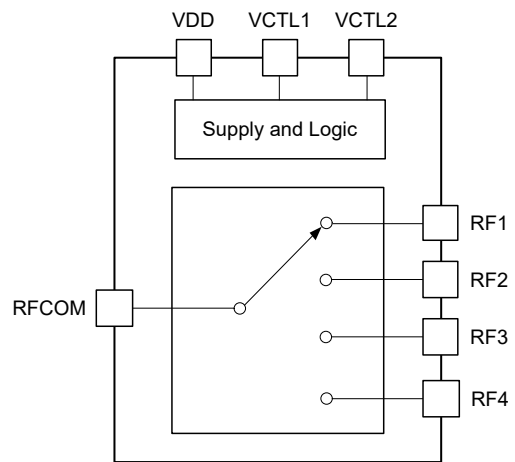 VDD VCTL1 VCTL2
Supply and Logic
RF1
RF2
RFCOM
RF3
RF4